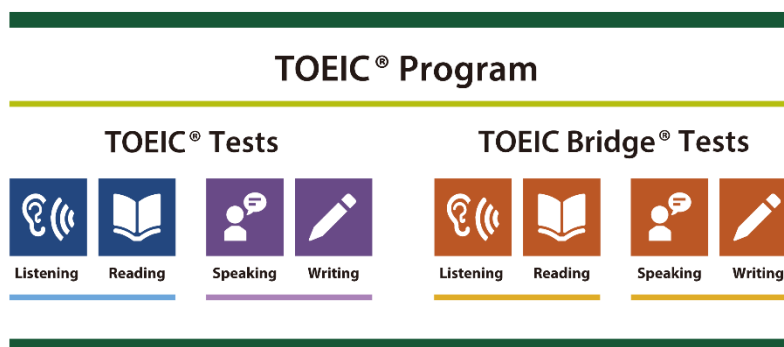 TOEIC® Program
TOEIC® Tests
Listening
Reading
Speaking
Writing
TOEIC Bridge® Tests
Listening
Reading
Speaking
Writing